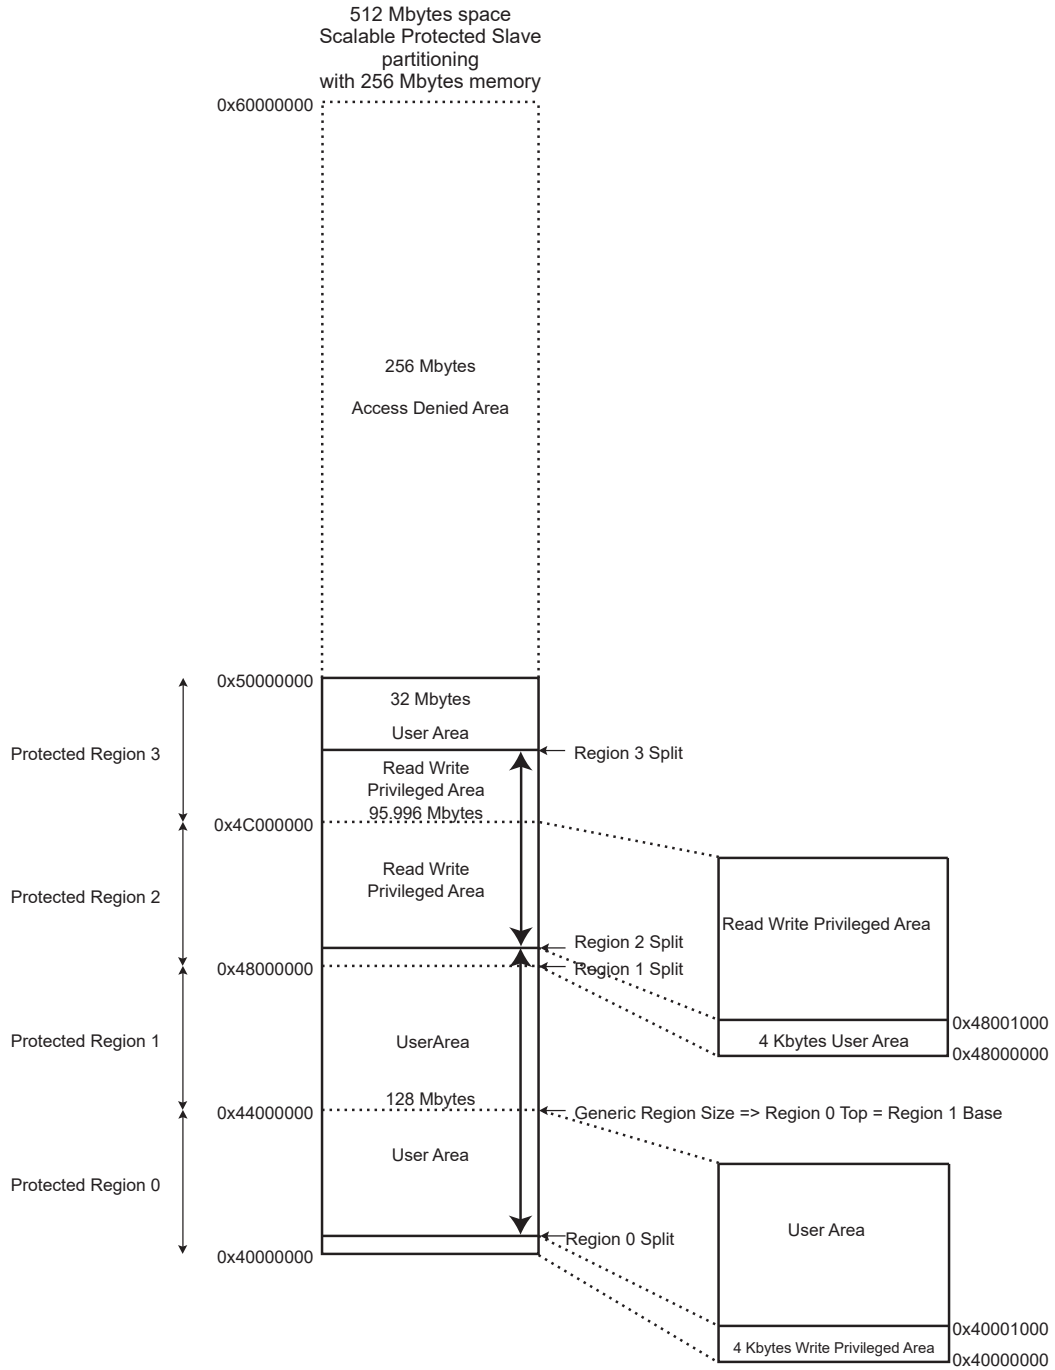 512 Mbytes space
Scalable Protected Slave
partitioning
with 256 Mbytes memory
0x60000000
256 Mbytes
Access Denied Area
0x50000000
32 Mbytes
User Area
Protected Region 3
Region 3 Split
Read Write
Privileged Area
95.996 Mbytes
0x4C000000
Read Write
Privileged Area
Protected Region 2
Read Write Privileged Area
Region 2 Split
0x48000000
Region 1 Split
0x48001000
4 Kbytes User Area
0x48000000
Protected Region 1
UserArea
128 Mbytes
0x44000000
Generic Region Size => Region 0 Top = Region 1 Base
User Area
Protected Region 0
User Area
Region 0 Split
0x40000000
0x40001000
4 Kbytes Write Privileged Area
0x40000000